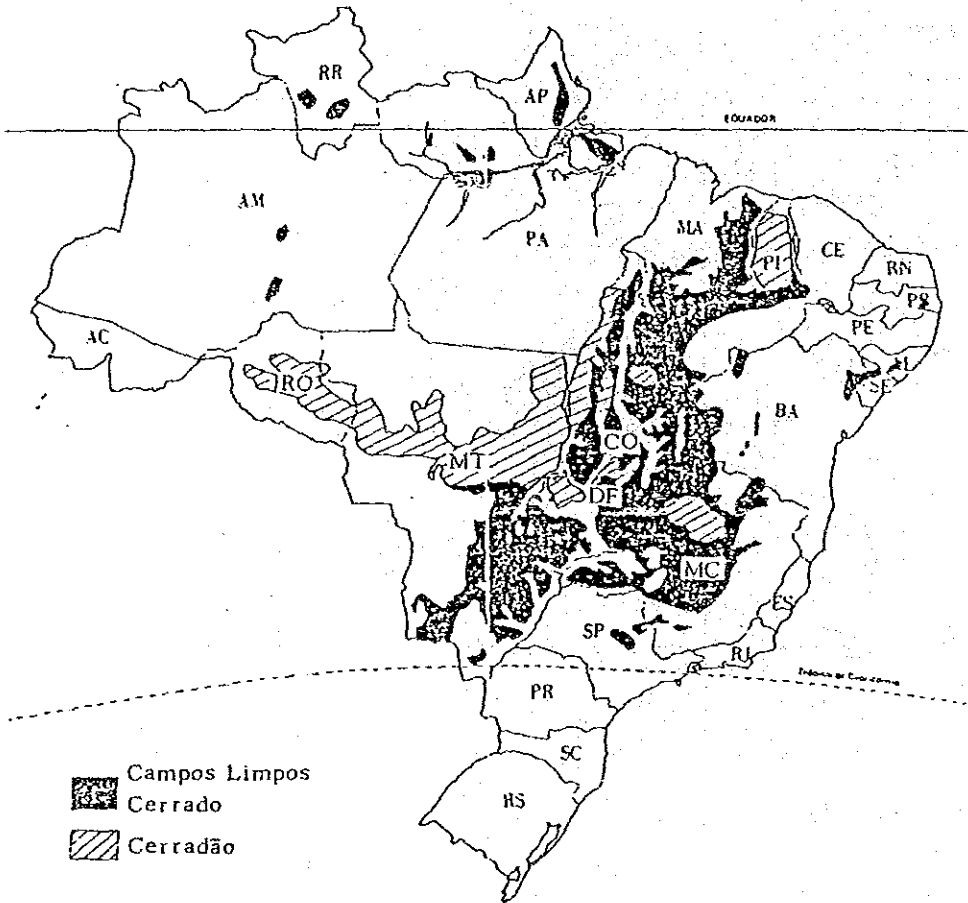 RR
AP
EQUADOR
AM
PA
MA
PI
CE
RN
PB
PE
AC
RO
AL
SE
BA
MT
CO
DF
MC
ES
SP
RJ
PR
SC
RS
Campos Limpos
Cerrado
Cerradão